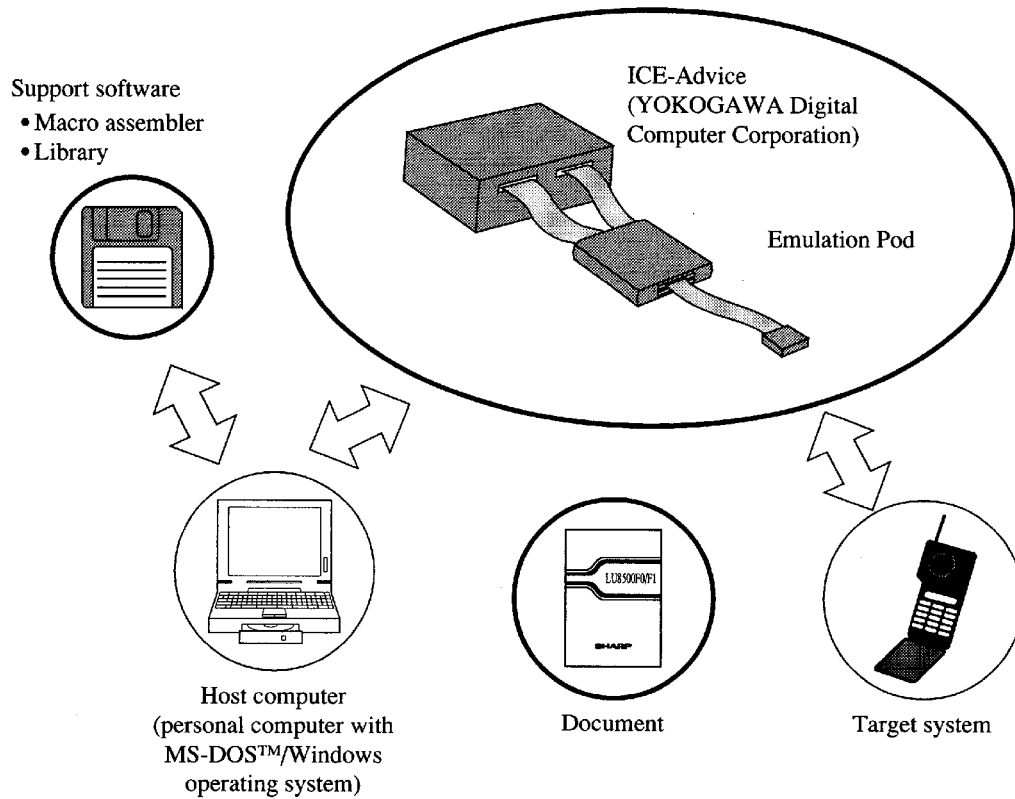 Support software
• Macro assembler
• Library
ICE-Advice
(YOKOGAWA Digital
Computer Corporation)
Emulation Pod
LU8500F0/F1
SHARP
Host computer
(personal computer with
MS-DOS™/Windows
operating system)
Document
Target system